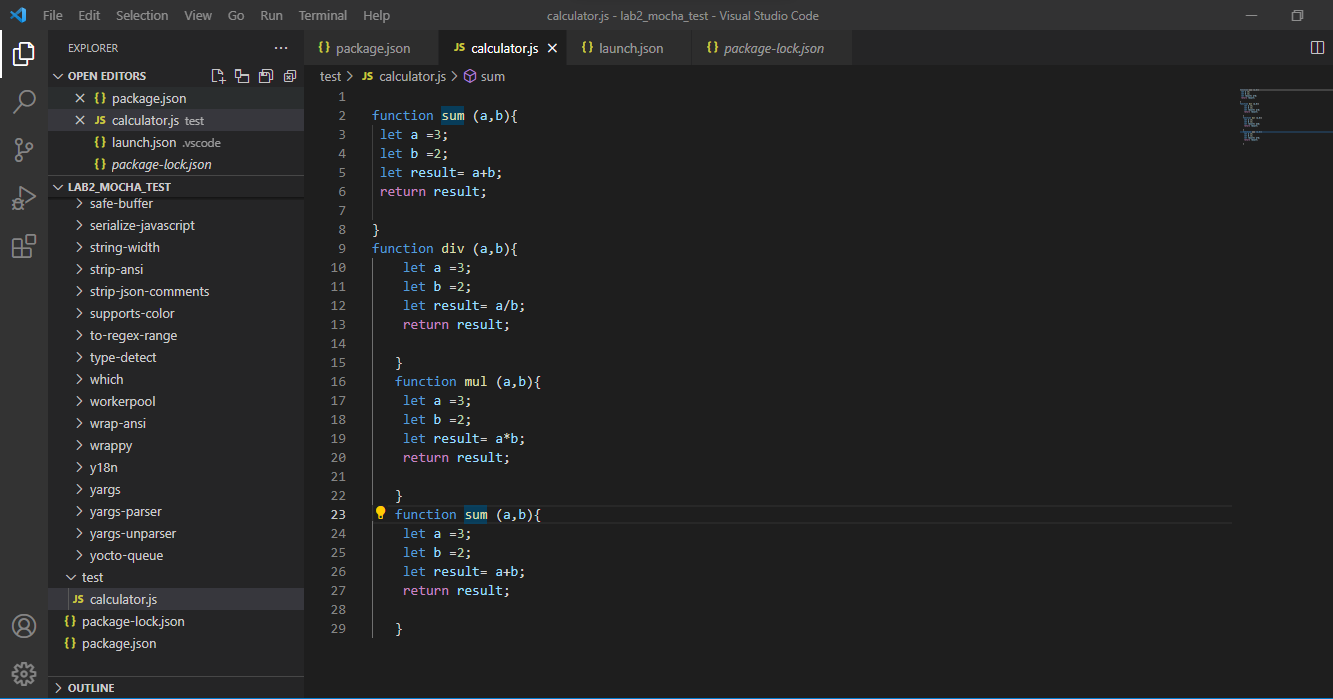 File Edit Selection View Go Run Terminal Help calculator.js - lab2_mocha_test - Visual Studio Code
EXPLORER
OPEN EDITORS
package.json
JS calculator.js test
launch.json .vscode
package-lock.json
LAB2_MOCHA_TEST
safe-buffer
serialize-javascript
string-width
strip-ansi
strip-json-comments
supports-color
to-regex-range
type-detect
which
workerpool
wrap-ansi
wrappy
y18n
yargs
yargs-parser
yargs-unparser
yocto-queue
test
JS calculator.js
{} package-lock.json
{} package.json
OUTLINE
{} package.json JS calculator.js {} launch.json {} package-lock.json
test > JS calculator.js > sum
1
2 function sum (a,b){
3 let a =3;
4 let b =2;
5 let result= a+b;
6 return result;
7
8 }
9 function div (a,b){
10 let a =3;
11 let b =2;
12 let result= a/b;
13 return result;
14
15 }
16 function mul (a,b){
17 let a =3;
18 let b =2;
19 let result= a*b;
20 return result;
21
22 }
23 function sum (a,b){
24 let a =3;
25 let b =2;
26 let result= a+b;
27 return result;
28
29 }